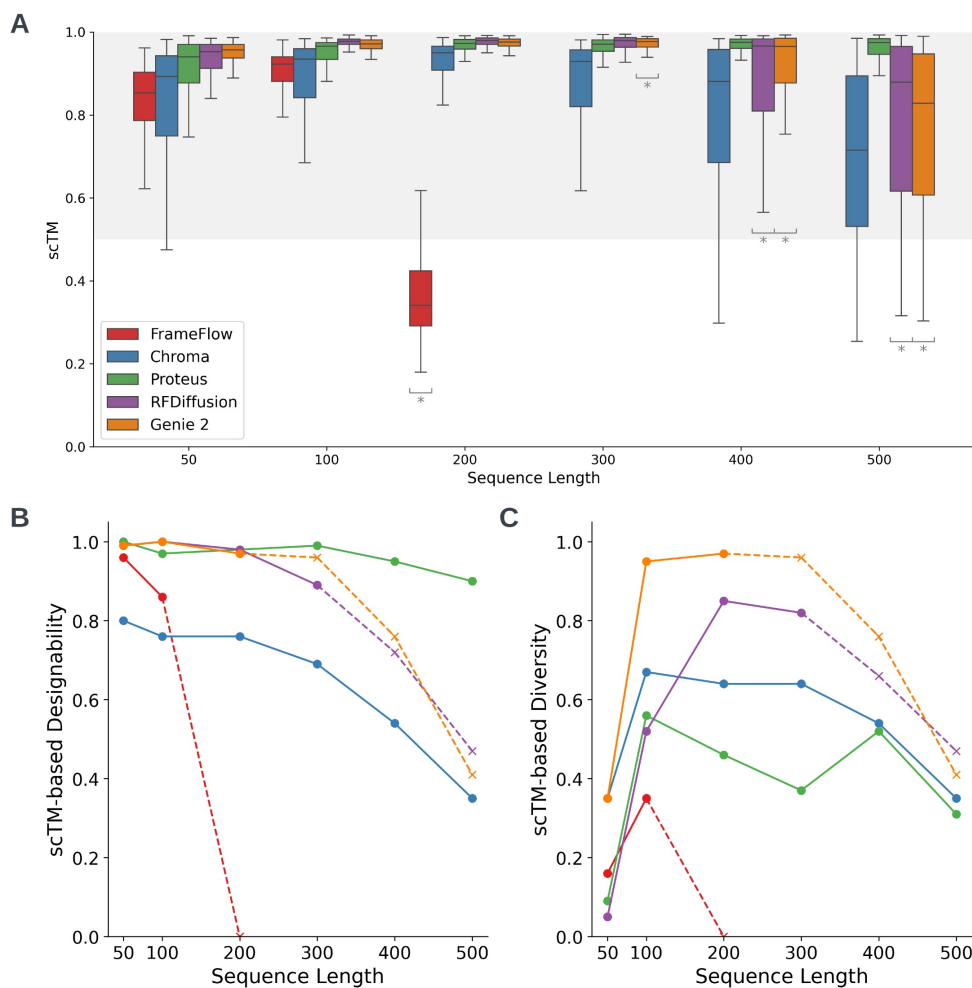 A
1.0
0.8
0.6
0.4
0.2
0.0
scTM
FrameFlow
Chroma
Proteus
RFDiffusion
Genie 2
*
*
*
*
*
*
50
100
200
300
400
500
Sequence Length
B
1.0
0.8
0.6
0.4
0.2
0.0
scTM-based Designability
50 100 200 300 400 500
Sequence Length
C
1.0
0.8
0.6
0.4
0.2
0.0
scTM-based Diversity
50 100 200 300 400 500
Sequence Length